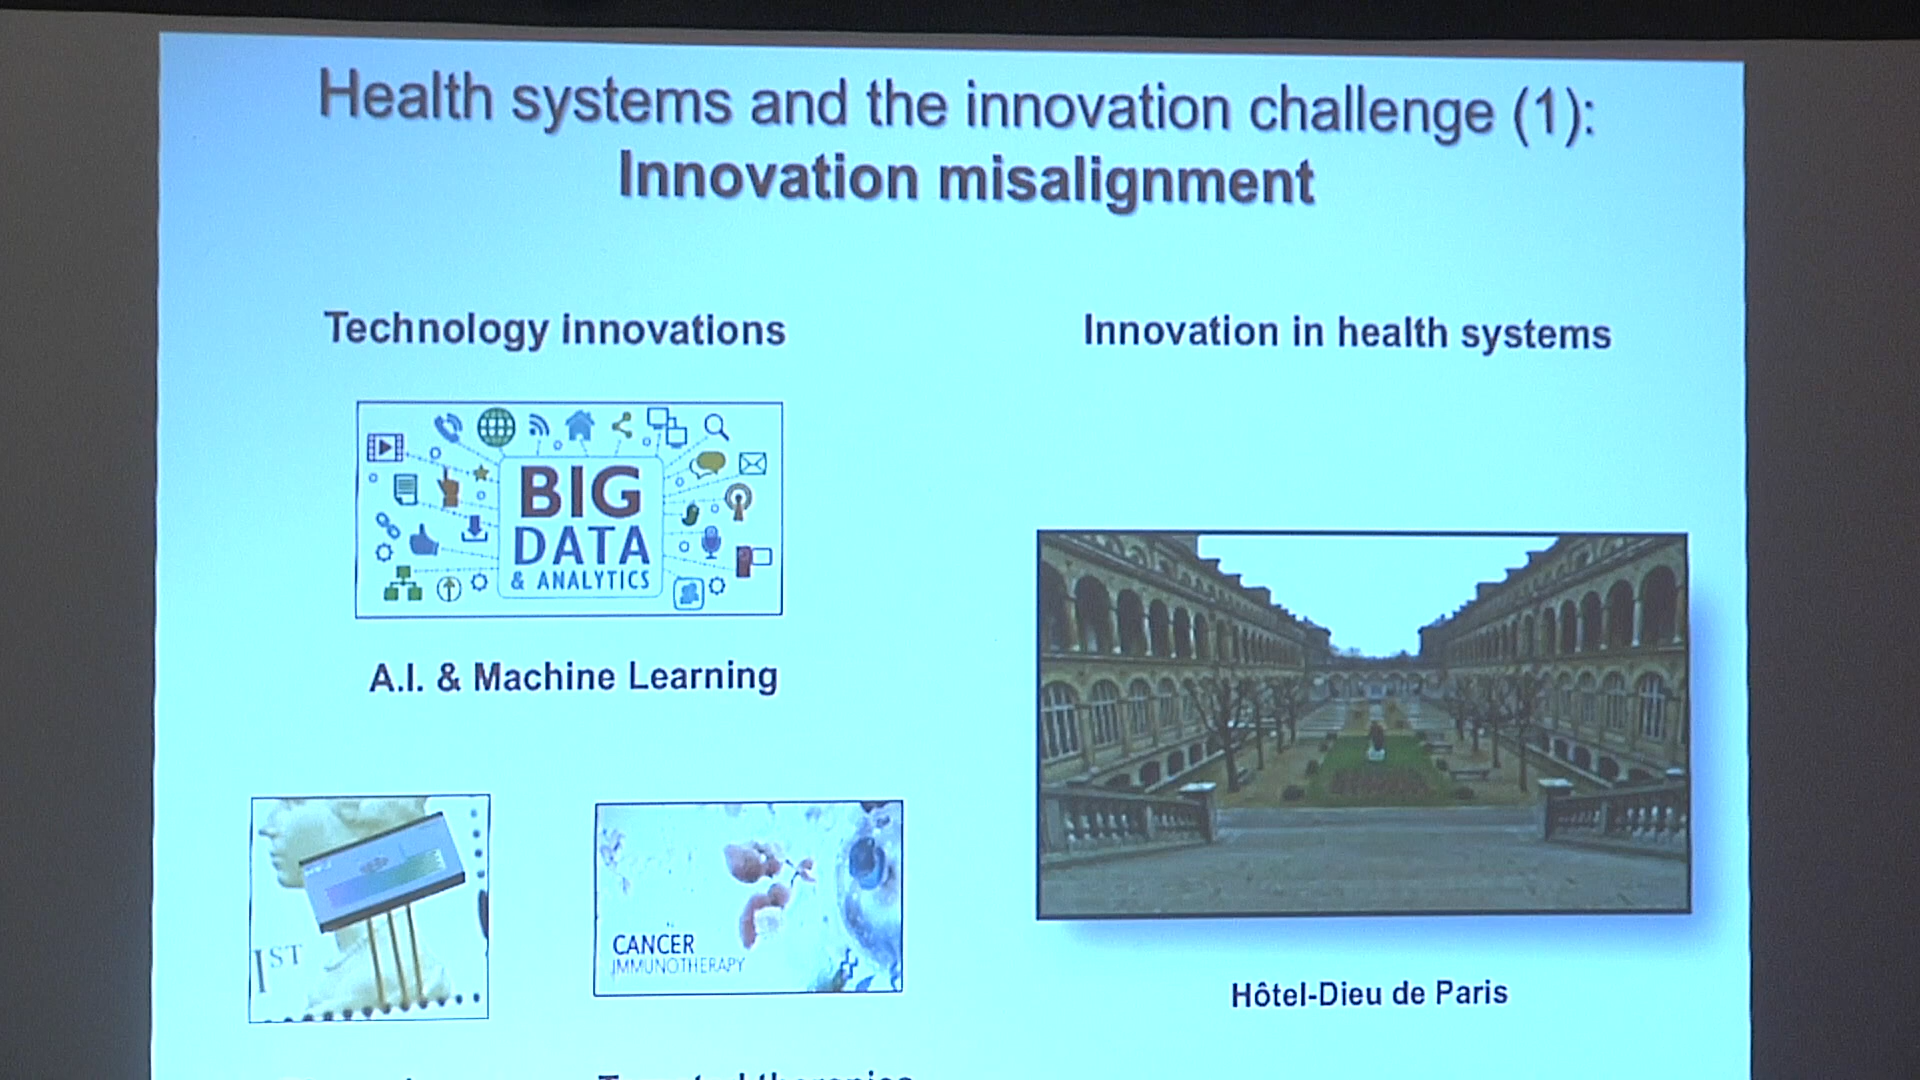 Health systems and the innovation challenge (1):
Innovation misalignment
Technology innovations
Innovation in health systems
BIG
DATA
& ANALYTICS
A.I. & Machine Learning
1ST
CANCER
IMMUNOTHERAPY
Hôtel-Dieu de Paris